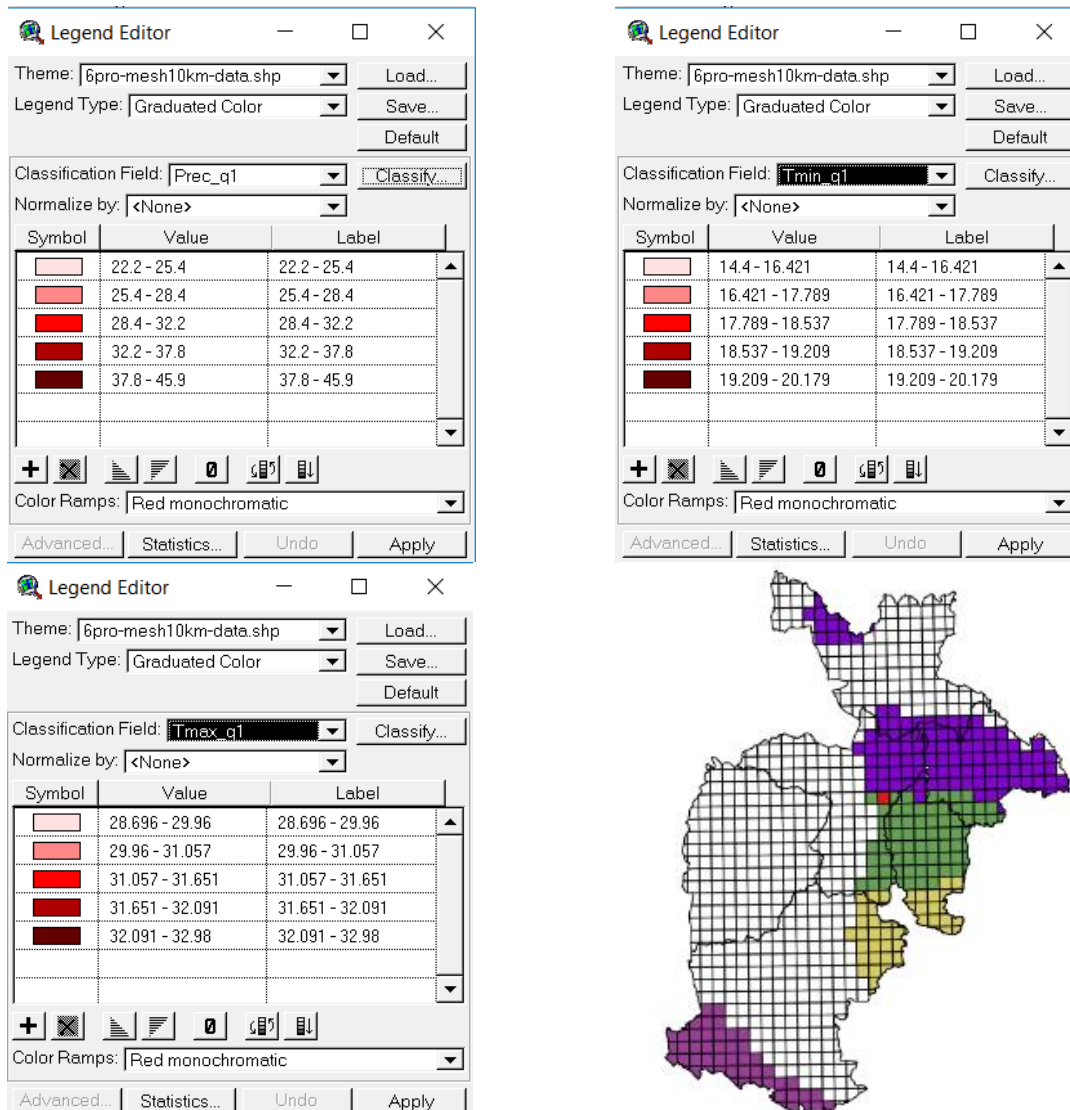 Legend Editor
Theme: 6pro-mesh10km-data.shp Load...
Legend Type: Graduated Color Save...
Default
Classification Field: Prec_q1 Classify...
Normalize by: <None>
Symbol Value Label
22.2 - 25.4 22.2 - 25.4
25.4 - 28.4 25.4 - 28.4
28.4 - 32.2 28.4 - 32.2
32.2 - 37.8 32.2 - 37.8
37.8 - 45.9 37.8 - 45.9
Color Ramps: Red monochromatic
Advanced... Statistics... Undo Apply
Legend Editor
Theme: 6pro-mesh10km-data.shp Load...
Legend Type: Graduated Color Save...
Default
Classification Field: Tmin_q1 Classify...
Normalize by: <None>
Symbol Value Label
14.4 - 16.421 14.4 - 16.421
16.421 - 17.789 16.421 - 17.789
17.789 - 18.537 17.789 - 18.537
18.537 - 19.209 18.537 - 19.209
19.209 - 20.179 19.209 - 20.179
Color Ramps: Red monochromatic
Advanced... Statistics... Undo Apply
Legend Editor
Theme: 6pro-mesh10km-data.shp Load...
Legend Type: Graduated Color Save...
Default
Classification Field: Tmax_q1 Classify...
Normalize by: <None>
Symbol Value Label
28.696 - 29.96 28.696 - 29.96
29.96 - 31.057 29.96 - 31.057
31.057 - 31.651 31.057 - 31.651
31.651 - 32.091 31.651 - 32.091
32.091 - 32.98 32.091 - 32.98
Color Ramps: Red monochromatic
Advanced... Statistics... Undo Apply